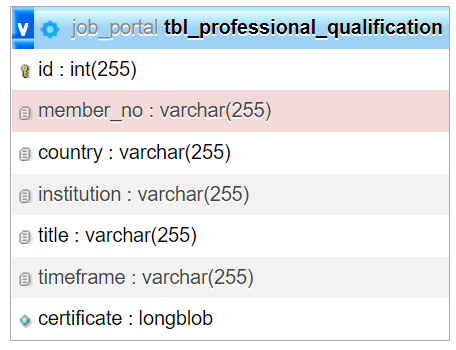 v job_portal tbl_professional_qualification
id : int(255)
member_no : varchar(255)
country : varchar(255)
institution : varchar(255)
title : varchar(255)
timeframe : varchar(255)
certificate : longblob